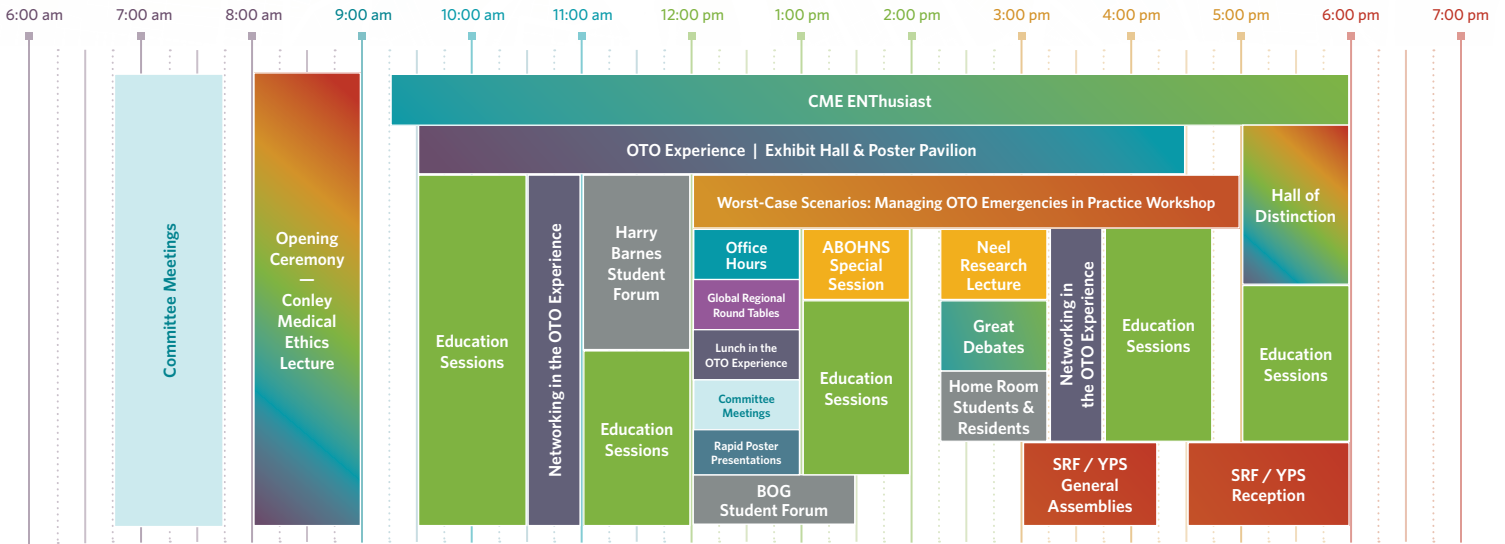 6:00 am 7:00 am 8:00 am 9:00 am 10:00 am 11:00 am 12:00 pm 1:00 pm 2:00 pm 3:00 pm 4:00 pm 5:00 pm 6:00 pm 7:00 pm
Committee Meetings
Opening
Ceremony
—
Conley
Medical
Ethics
Lecture
CME ENThusiast
OTO Experience | Exhibit Hall & Poster Pavilion
Education
Sessions
Networking in the OTO Experience
Harry
Barnes
Student
Forum
Education
Sessions
Worst-Case Scenarios: Managing OTO Emergencies in Practice Workshop
Office
Hours
Global Regional
Round Tables
Lunch in the
OTO Experience
Committee
Meetings
Rapid Poster
Presentations
BOG
Student Forum
ABOHNS
Special
Session
Education
Sessions
Neel
Research
Lecture
Great
Debates
Home Room
Students &
Residents
Networking in
the OTO Experience
Education
Sessions
SRF / YPS
General
Assemblies
Hall of
Distinction
Education
Sessions
SRF / YPS
Reception